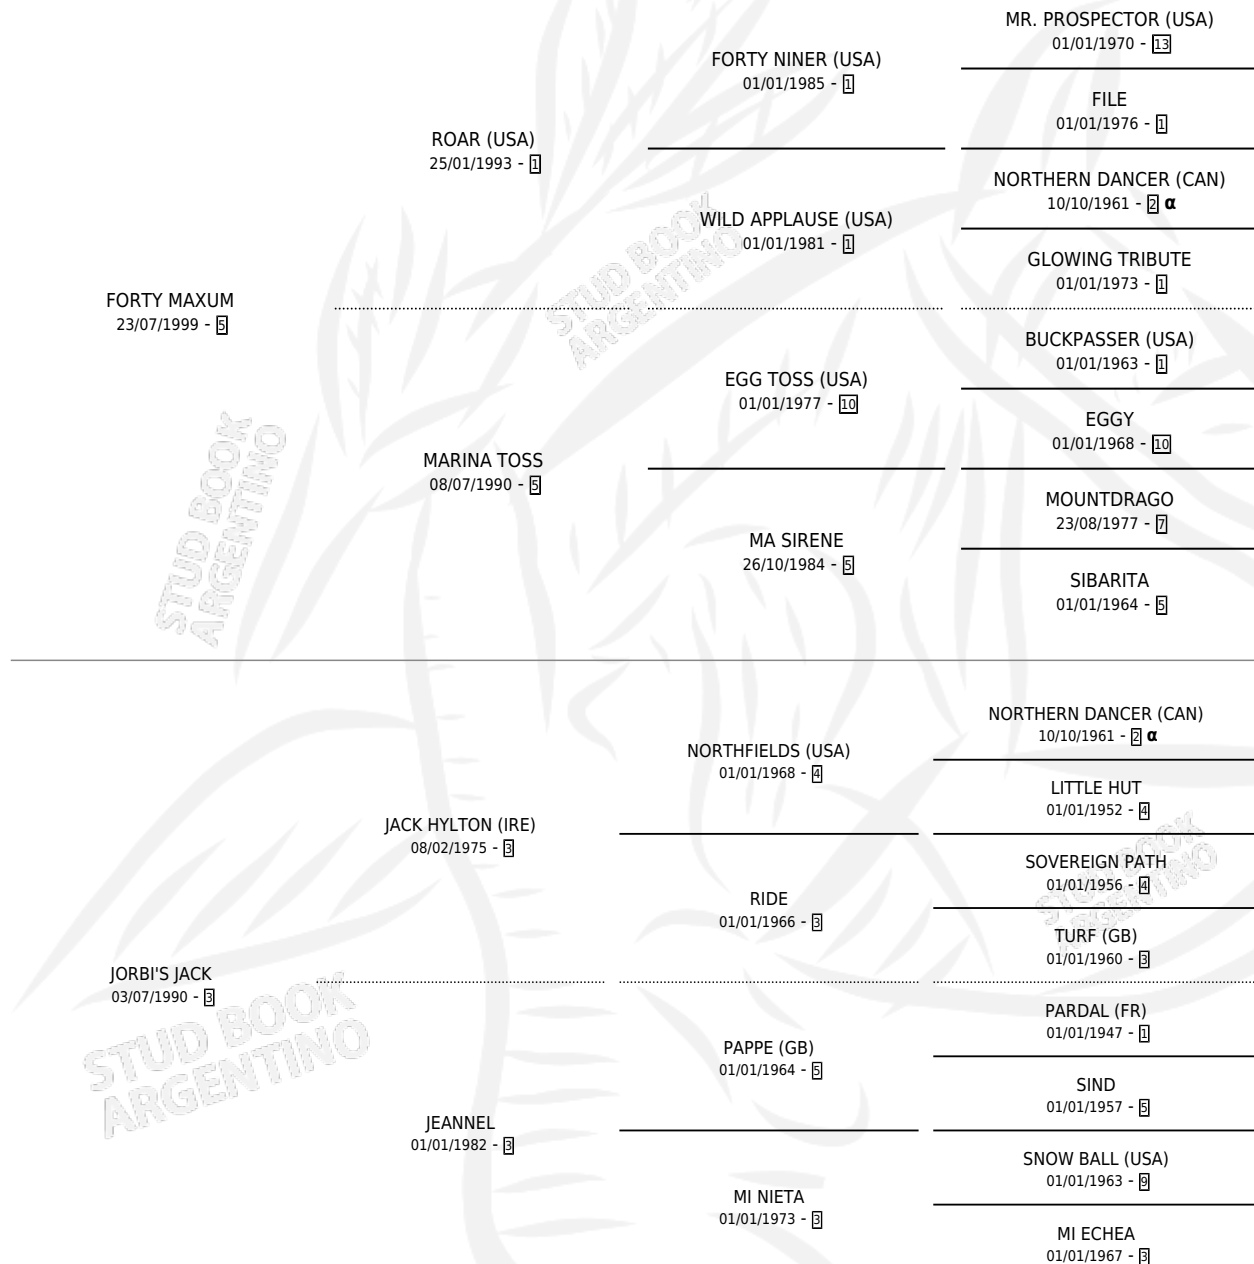 MR. PROSPECTOR (USA)
01/01/1970 - 13
FORTY NINER (USA)
01/01/1985 - 1
FILE
01/01/1976 - 1
ROAR (USA)
25/01/1993 - 1
NORTHERN DANCER (CAN)
10/10/1961 - 2 α
WILD APPLAUSE (USA)
01/01/1981 - 1
GLOWING TRIBUTE
01/01/1973 - 1
STUD BOOK
ARGENTINO
FORTY MAXUM
23/07/1999 - 5
BUCKPASSER (USA)
01/01/1963 - 1
EGG TOSS (USA)
01/01/1977 - 10
EGGY
01/01/1968 - 10
MARINA TOSS
08/07/1990 - 5
MOUNTDRAGO
23/08/1977 - 7
MA SIRENE
26/10/1984 - 5
SIBARITA
01/01/1964 - 5
STUD BOOK
ARGENTINO
NORTHERN DANCER (CAN)
10/10/1961 - 2 α
NORTHFIELDS (USA)
01/01/1968 - 4
LITTLE HUT
01/01/1952 - 4
JACK HYLTON (IRE)
08/02/1975 - 3
SOVEREIGN PATH
01/01/1956 - 4
RIDE
01/01/1966 - 3
TURF (GB)
01/01/1960 - 3
STUD BOOK
ARGENTINO
JORBI'S JACK
03/07/1990 - 3
PARDAL (FR)
01/01/1947 - 1
PAPPE (GB)
01/01/1964 - 5
SIND
01/01/1957 - 5
STUD BOOK
ARGENTINO
JEANNEL
01/01/1982 - 3
SNOW BALL (USA)
01/01/1963 - 9
MI NIETA
01/01/1973 - 3
MI ECHEA
01/01/1967 - 3